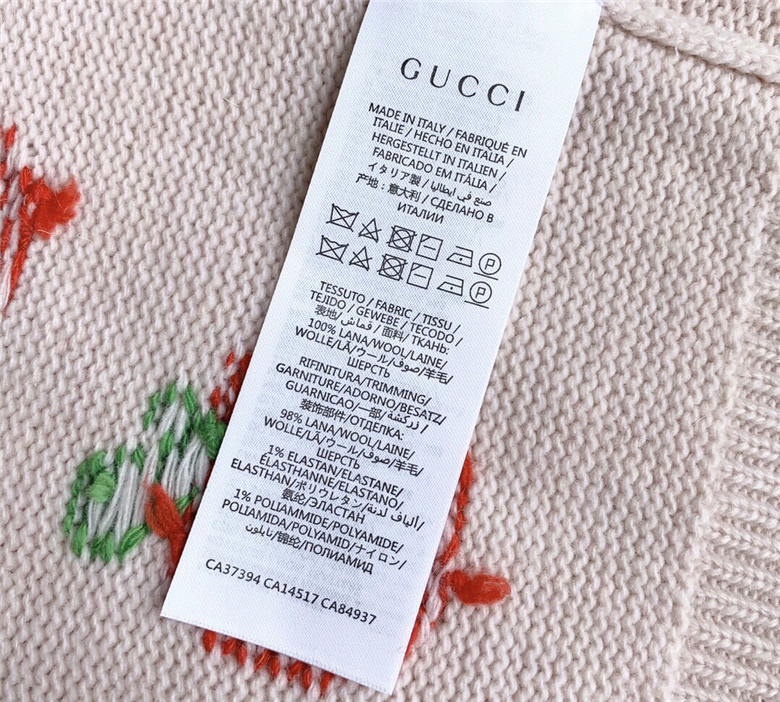 GUCCI
MADE IN ITALY / FABRIQUÉ EN
ITALIE / HECHO EN ITALIA /
HERGESTELLT IN ITALIEN /
FABRICADO EM ITÁLIA /
イタリア製 / صنع في ايطاليا /
产地：意大利 / СДЕЛАНО В
ИТАЛИИ
P
P
TESSUTO / FABRIC / TISSU /
TEJIDO / GEWEBE / TECODO /
表地/ قماش / 面料 / ТКАНЬ:
100% LANA/WOOL/LAINE/
WOLLE/LÃ/ウール/صوف/羊毛/
ШЕРСТЬ
RIFINITURA/TRIMMING/
GARNITURE/ADORNO/BESATZ/
GUARNICAO/一部/زركشة/
装饰部件/ОТДЕЛКА:
98% LANA/WOOL/LAINE/
WOLLE/LÃ/ウール/صوف/羊毛/
ШЕРСТЬ
1% ELASTAN/ELASTANE/
ÉLASTHANNE/ELASTANO/
ELASTHAN/ポリウレタン/ألياف لدنة/
氨纶/ЭЛАСТАН
1% POLIAMMIDE/POLYAMIDE/
POLIAMIDA/POLYAMID/ナイロン/
نايلون/锦纶/ПОЛИАМИД
CA37394 CA14517 CA84937